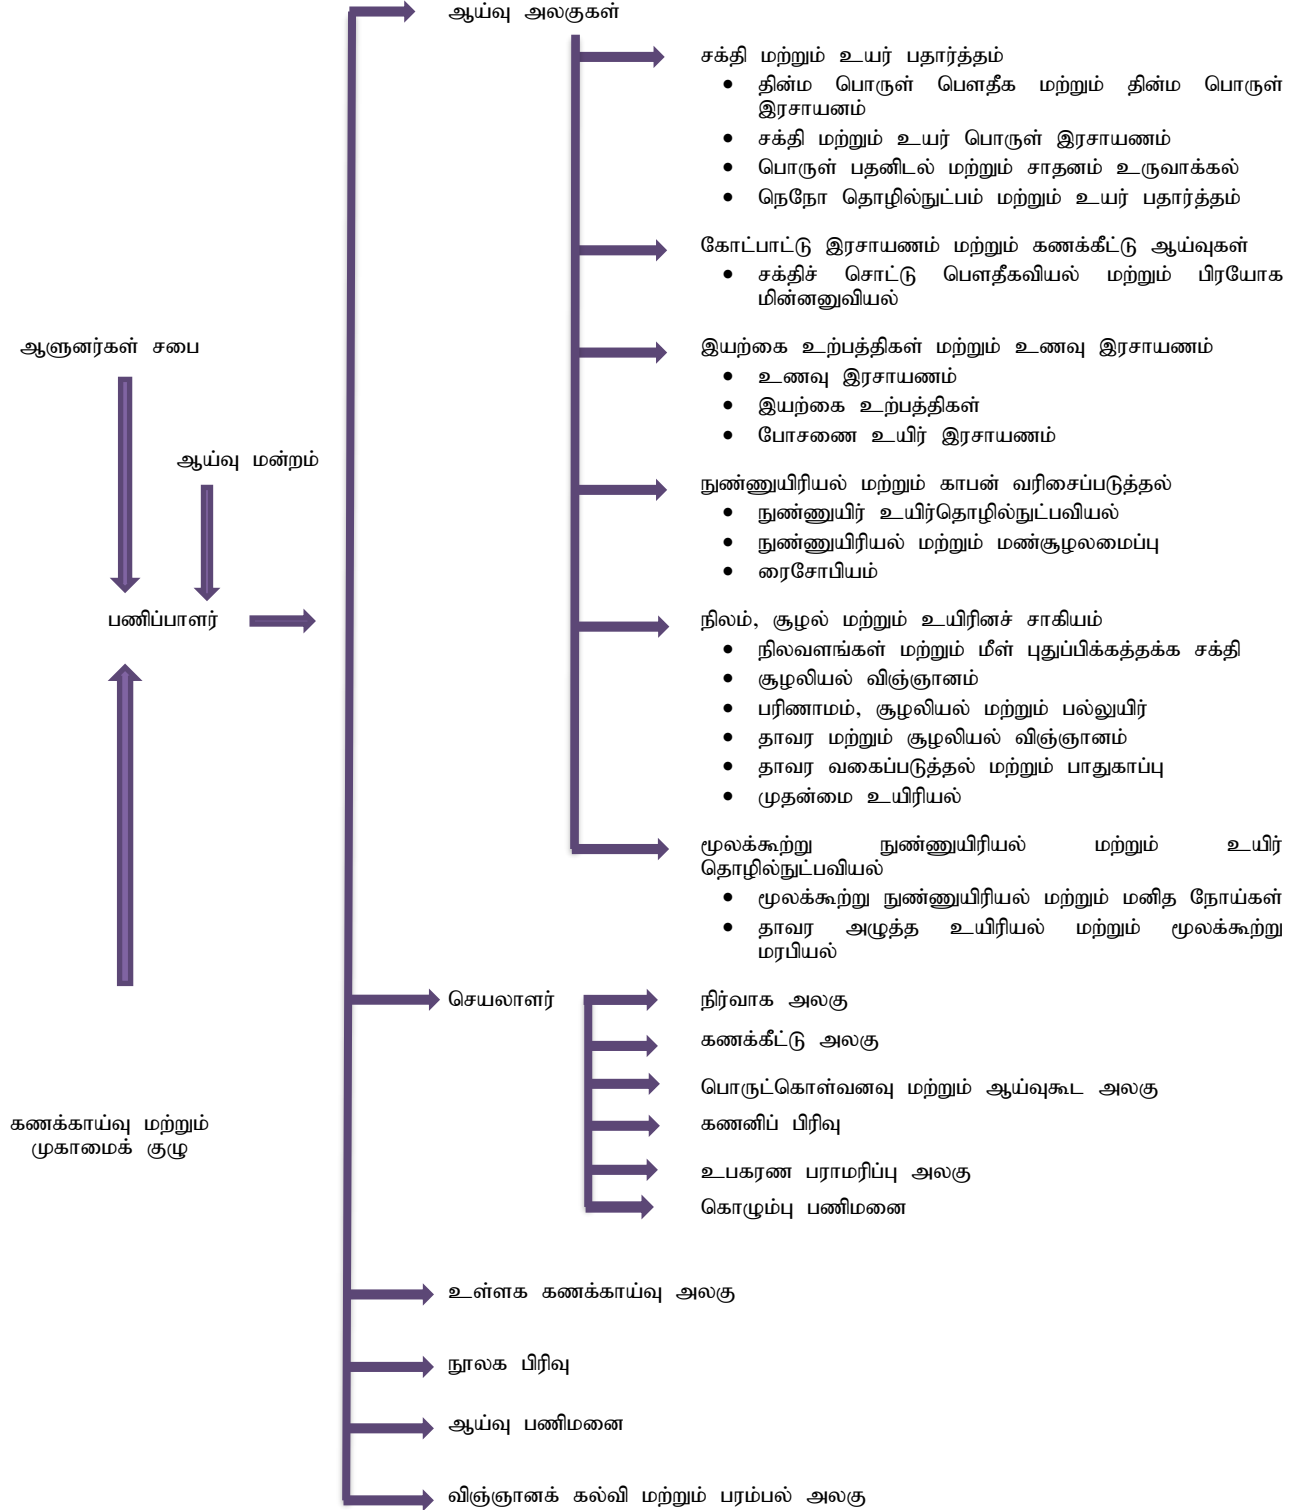 ஆய்வு அலகுகள்
சக்தி மற்றும் உயர் பதார்த்தம்
• தின்ம பொருள் பௌதீக மற்றும் தின்ம பொருள்
இரசாயனம்
• சக்தி மற்றும் உயர் பொருள் இரசாயணம்
• பொருள் பதனிடல் மற்றும் சாதனம் உருவாக்கல்
• நெநோ தொழில்நுட்பம் மற்றும் உயர் பதார்த்தம்
கோட்பாட்டு இரசாயணம் மற்றும் கணக்கீட்டு ஆய்வுகள்
• சக்திச் சொட்டு பௌதீகவியல் மற்றும் பிரயோக
மின்னனுவியல்
இயற்கை உற்பத்திகள் மற்றும் உணவு இரசாயணம்
• உணவு இரசாயணம்
• இயற்கை உற்பத்திகள்
• போசணை உயிர் இரசாயணம்
நுண்ணுயிரியல் மற்றும் காபன் வரிசைப்படுத்தல்
• நுண்ணுயிர் உயிர்தொழில்நுட்பவியல்
• நுண்ணுயிரியல் மற்றும் மண்சூழலமைப்பு
• ரைசோபியம்
நிலம், சூழல் மற்றும் உயிரினச் சாகியம்
• நிலவளங்கள் மற்றும் மீள் புதுப்பிக்கத்தக்க சக்தி
• சூழலியல் விஞ்ஞானம்
• பரிணாமம், சூழலியல் மற்றும் பல்லுயிர்
• தாவர மற்றும் சூழலியல் விஞ்ஞானம்
• தாவர வகைப்படுத்தல் மற்றும் பாதுகாப்பு
• முதன்மை உயிரியல்
மூலக்கூற்று நுண்ணுயிரியல் மற்றும் உயிர்
தொழில்நுட்பவியல்
• மூலக்கூற்று நுண்ணுயிரியல் மற்றும் மனித நோய்கள்
• தாவர அழுத்த உயிரியல் மற்றும் மூலக்கூற்று
மரபியல்
ஆளுனர்கள் சபை
ஆய்வு மன்றம்
பணிப்பாளர்
கணக்காய்வு மற்றும்
முகாமைக் குழு
செயலாளர்
நிர்வாக அலகு
கணக்கீட்டு அலகு
பொருட்கொள்வனவு மற்றும் ஆய்வுகூட அலகு
கணனிப் பிரிவு
உபகரண பராமரிப்பு அலகு
கொழும்பு பணிமனை
உள்ளக கணக்காய்வு அலகு
நூலக பிரிவு
ஆய்வு பணிமனை
விஞ்ஞானக் கல்வி மற்றும் பரம்பல் அலகு